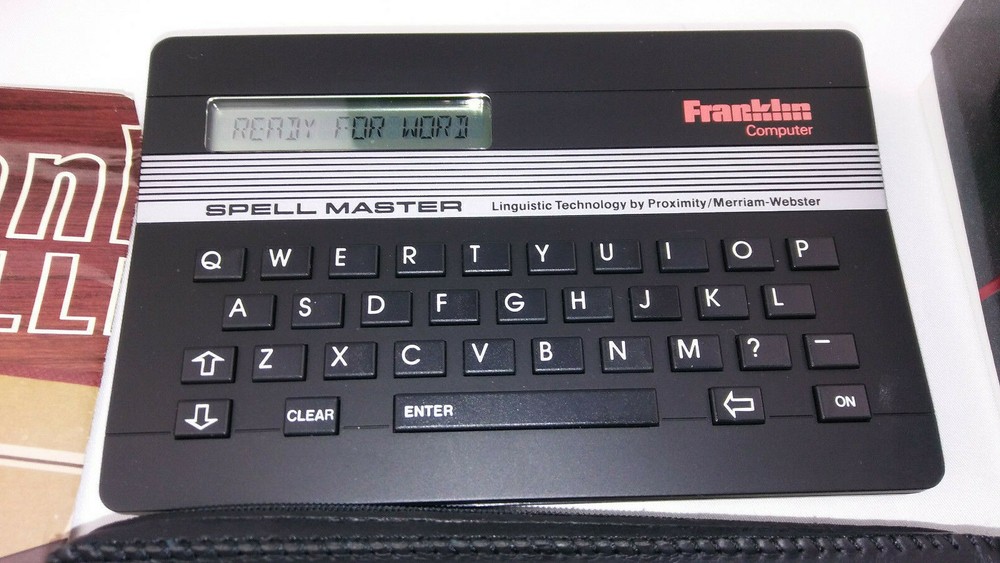 READY FOR WORD
Franklin
Computer
SPELL MASTER Linguistic Technology by Proximity/Merriam-Webster
Q W E R T Y U I O P
A S D F G H J K L
⇧ Z X C V B N M ? –
⇩ CLEAR ENTER ⇦ ON